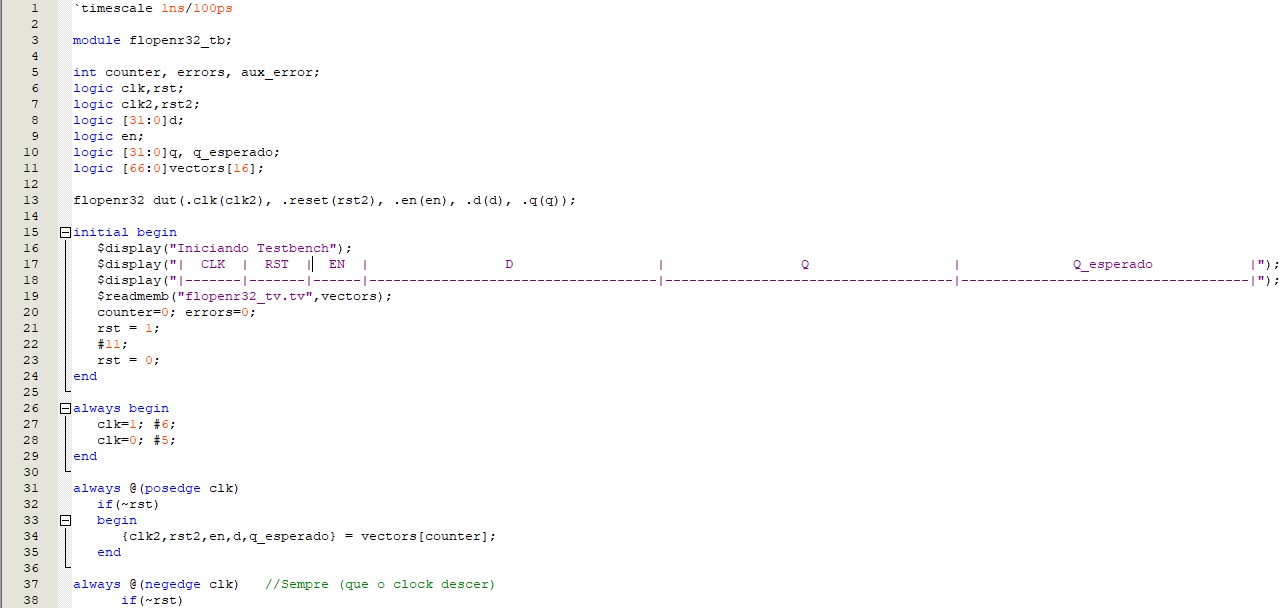 1 `timescale 1ns/100ps
2
3 module flopenr32_tb;
4
5 int counter, errors, aux_error;
6 logic clk,rst;
7 logic clk2,rst2;
8 logic [31:0]d;
9 logic en;
10 logic [31:0]q, q_esperado;
11 logic [66:0]vectors[16];
12
13 flopenr32 dut(.clk(clk2), .reset(rst2), .en(en), .d(d), .q(q));
14
15 initial begin
16    $display("Iniciando Testbench");
17    $display("|  CLK  |  RST  |  EN  |                 D                  |                 Q                  |              Q_esperado            |");
18    $display("|-------|-------|------|------------------------------------|------------------------------------|------------------------------------|");
19    $readmemb("flopenr32_tv.tv",vectors);
20    counter=0; errors=0;
21    rst = 1;
22    #11;
23    rst = 0;
24 end
25
26 always begin
27    clk=1; #6;
28    clk=0; #5;
29 end
30
31 always @(posedge clk)
32    if(~rst)
33    begin
34       {clk2,rst2,en,d,q_esperado} = vectors[counter];
35    end
36
37 always @(negedge clk)   //Sempre (que o clock descer)
38       if(~rst)